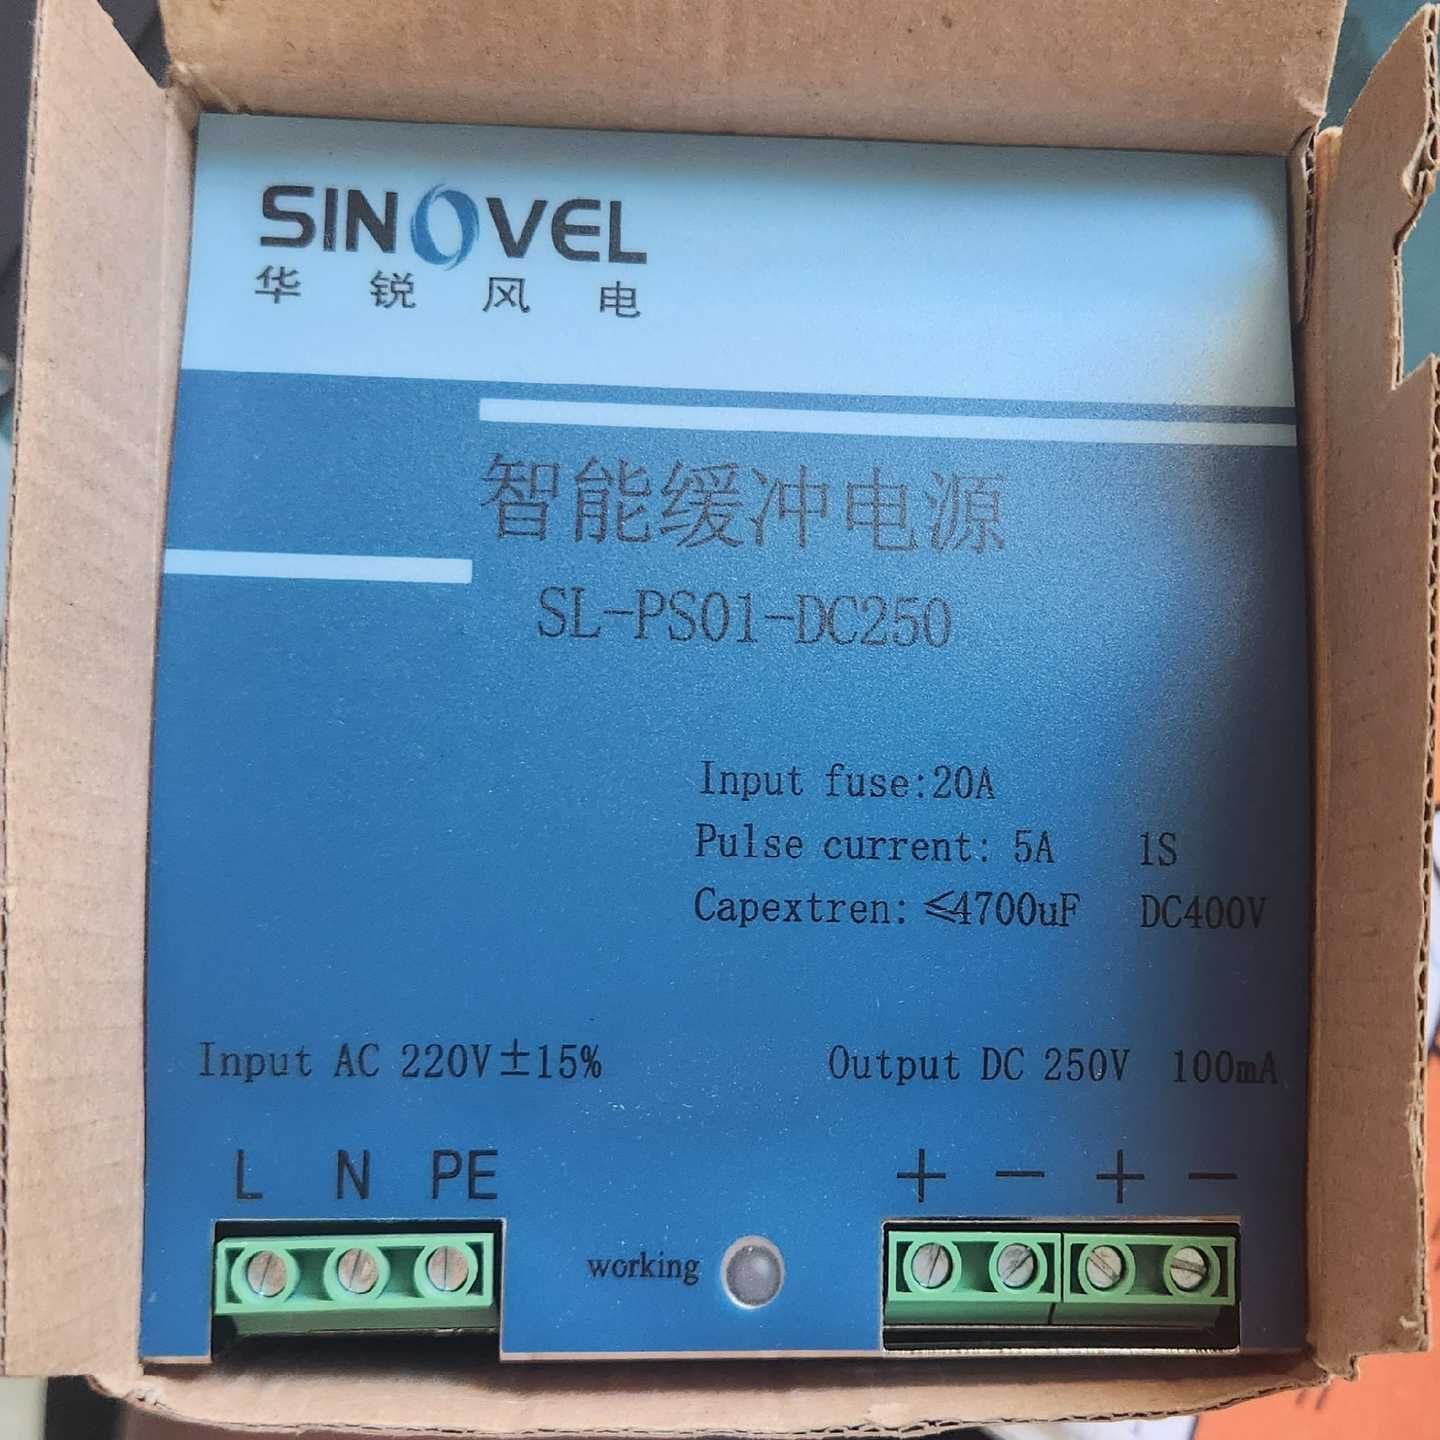 SINOVEL
华锐风电
智能缓冲电源
SL-PS01-DC250
Input fuse:20A
Pulse current: 5A 1S
Capextren: ≤4700uF DC400V
Input AC 220V±15%
Output DC 250V 100mA
L N PE
+ − + −
working